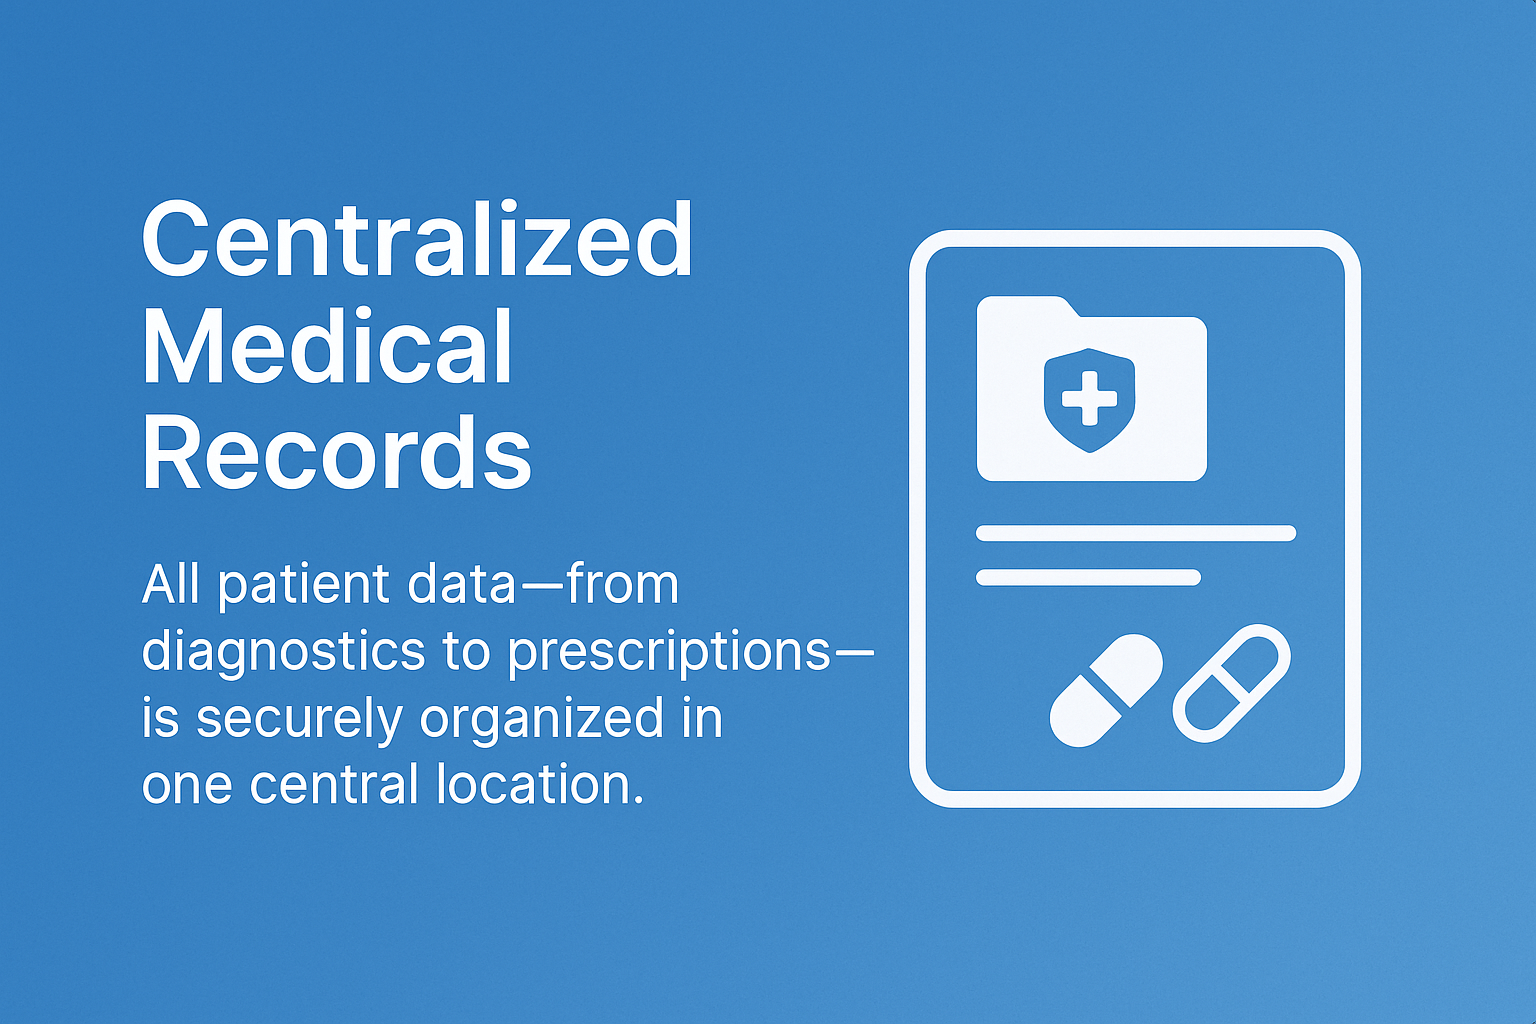 Centralized
Medical
Records
All patient data—from
diagnostics to prescriptions—
is securely organized in
one central location.